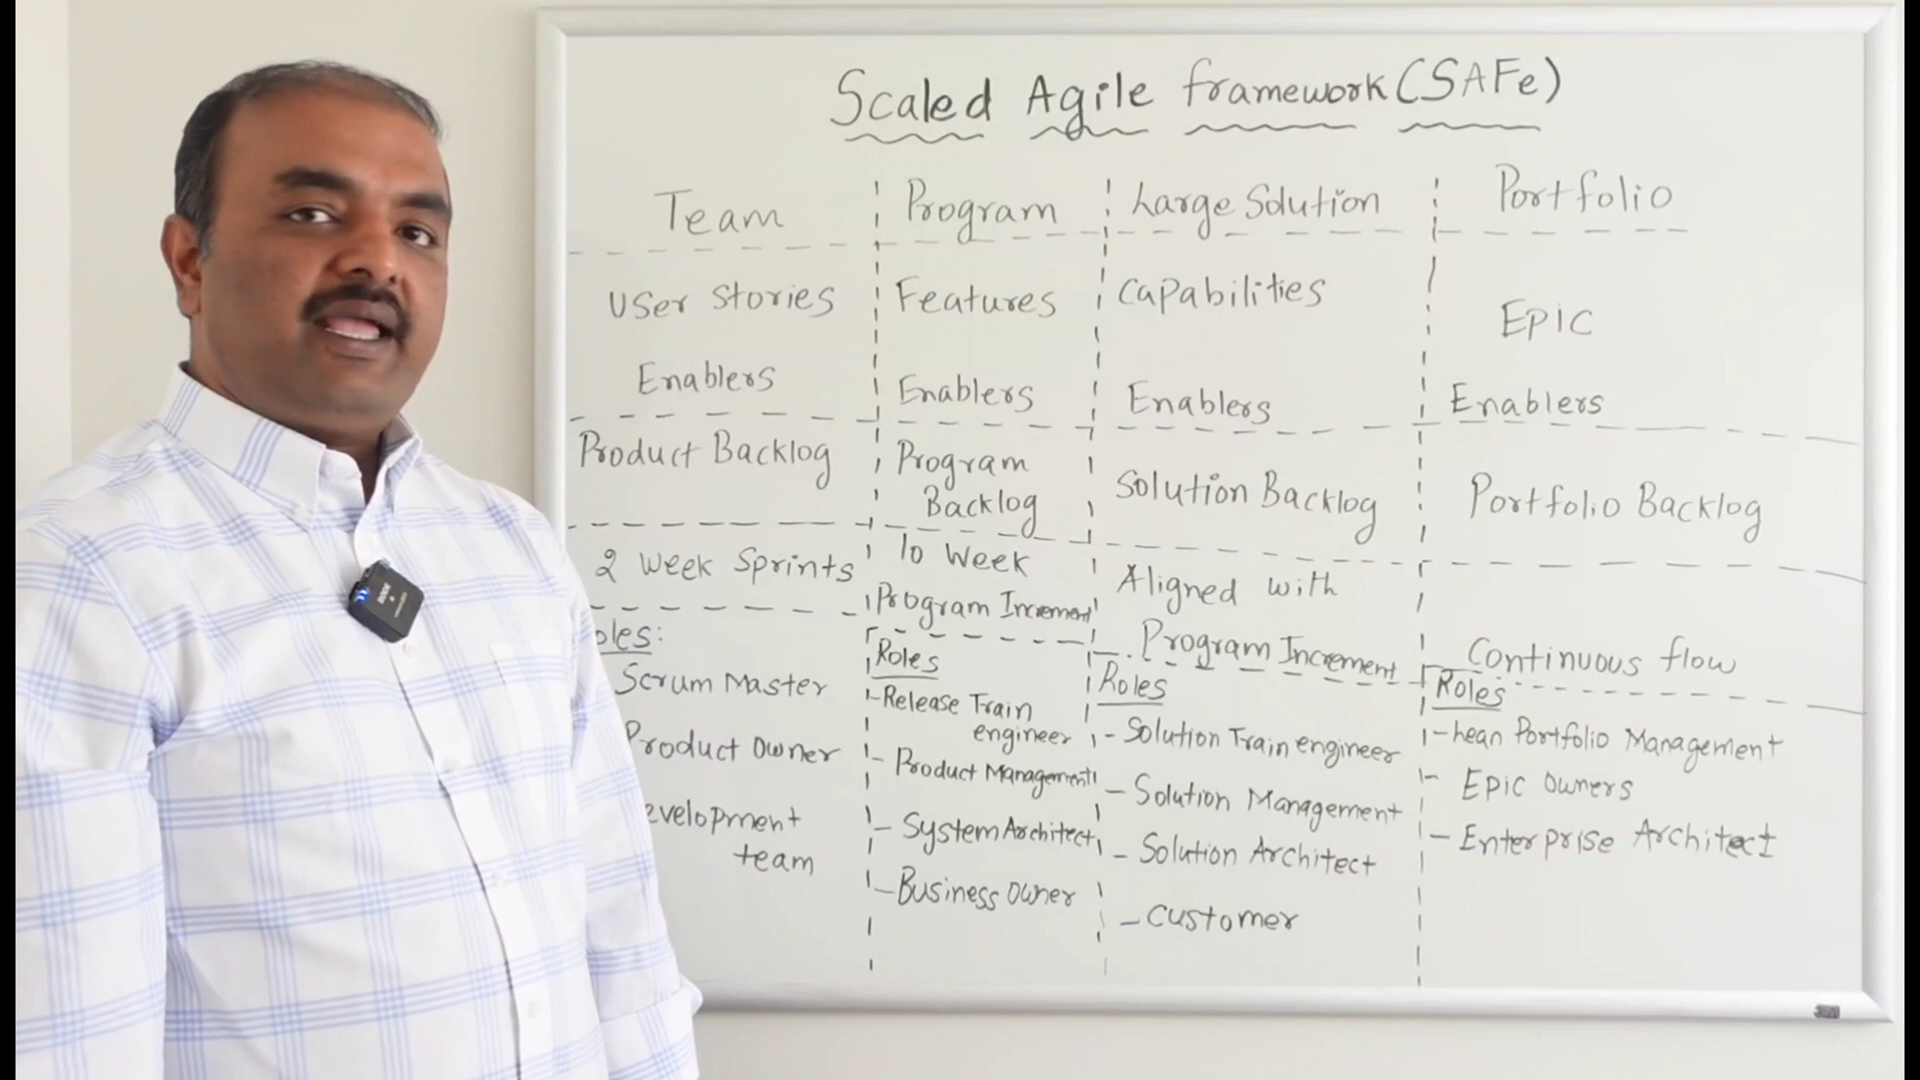 Scaled Agile framework (SAFe)
Team
User Stories
Enablers
Product Backlog
2 Week Sprints
oles:
Scrum Master
Product Owner
evelopment
team
Program
Features
Enablers
Program
Backlog
10 Week
Program Increment
Roles
- Release Train
engineer
- Product Management
- System Architect
- Business Owner
Large Solution
Capabilities
Enablers
Solution Backlog
Aligned with
Program Increment
Roles
- Solution Train engineer
- Solution Management
- Solution Architect
- Customer
Portfolio
Epic
Enablers
Portfolio Backlog
Continuous flow
Roles
- Lean Portfolio Management
- Epic Owners
- Enterprise Architect
RODE